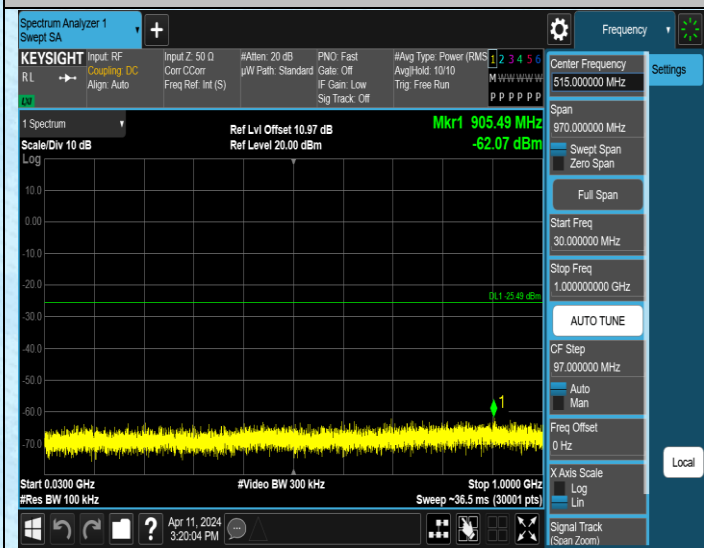 Spectrum Analyzer 1
Swept SA
Frequency
KEYSIGHT
RL
LXI
Input: RF
Coupling: DC
Align: Auto
Input Z: 50 Ω
Corr CCorr
Freq Ref: Int (S)
#Atten: 20 dB
µW Path: Standard
PNO: Fast
Gate: Off
IF Gain: Low
Sig Track: Off
#Avg Type: Power (RMS
Avg|Hold: 10/10
Trig: Free Run
1 2 3 4 5 6
M W W W W W
P P P P P P
1 Spectrum
Scale/Div 10 dB
Ref Lvl Offset 10.97 dB
Ref Level 20.00 dBm
Mkr1 905.49 MHz
-62.07 dBm
Log
10.0
0.00
-10.0
-20.0
DL1 -25.49 dBm
-30.0
-40.0
-50.0
-60.0
1
-70.0
Start 0.0300 GHz
#Res BW 100 kHz
#Video BW 300 kHz
Stop 1.0000 GHz
Sweep ~36.5 ms (30001 pts)
Center Frequency
515.000000 MHz
Settings
Span
970.000000 MHz
Swept Span
Zero Span
Full Span
Start Freq
30.000000 MHz
Stop Freq
1.000000000 GHz
AUTO TUNE
CF Step
97.000000 MHz
Auto
Man
Freq Offset
0 Hz
X Axis Scale
Log
Lin
Local
Signal Track
(Span Zoom)
?
Apr 11, 2024
3:20:04 PM